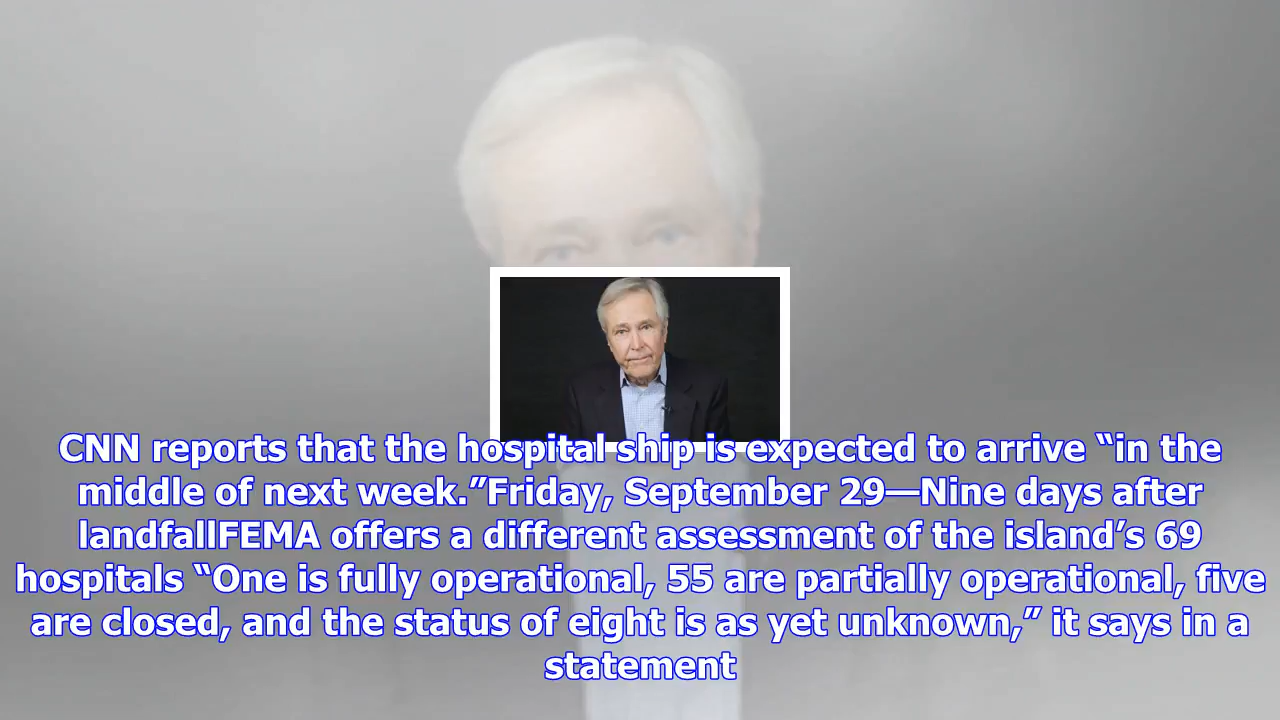 CNN reports that the hospital ship is expected to arrive “in the
middle of next week.”Friday, September 29—Nine days after
landfallFEMA offers a different assessment of the island’s 69
hospitals “One is fully operational, 55 are partially operational, five
are closed, and the status of eight is as yet unknown,” it says in a
statement